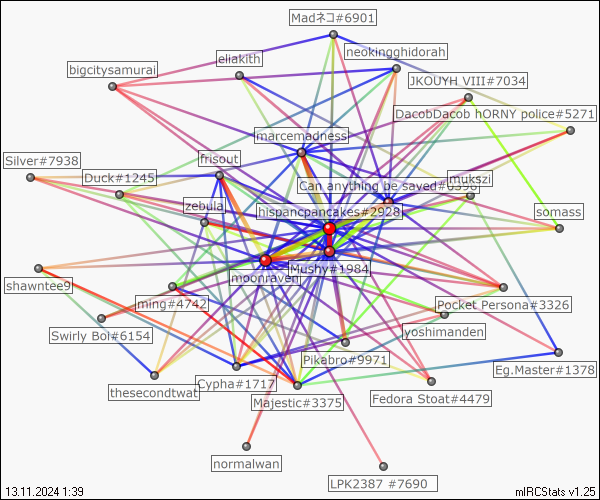 Madネコ#6901
neokingghidorah
eliakith
bigcitysamurai
JKOUYH VIII#7034
DacobDacob hORNY police#5271
marcemadness
frisout
Silver#7938
Duck#1245
mukszi
Can anything be saved#0398
zebula
hispancpancakes#2928
somass
Mushy#1984
moonraven
shawntee9
ming#4742
Pocket Persona#3326
Swirly Boi#6154
yoshimanden
Pikabro#9971
Eg.Master#1378
Cypha#1717
thesecondtwat
Fedora Stoat#4479
Majestic#3375
normalwan
LPK2387 #7690
13.11.2024 1:39
mIRCStats v1.25